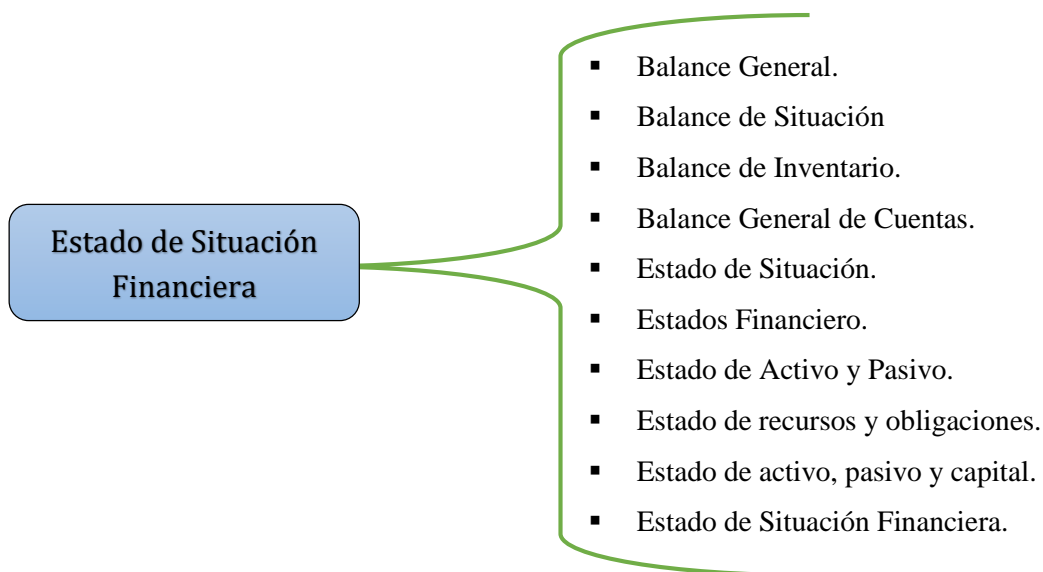 Estado de Situación
Financiera
▪ Balance General.
▪ Balance de Situación
▪ Balance de Inventario.
▪ Balance General de Cuentas.
▪ Estado de Situación.
▪ Estados Financiero.
▪ Estado de Activo y Pasivo.
▪ Estado de recursos y obligaciones.
▪ Estado de activo, pasivo y capital.
▪ Estado de Situación Financiera.